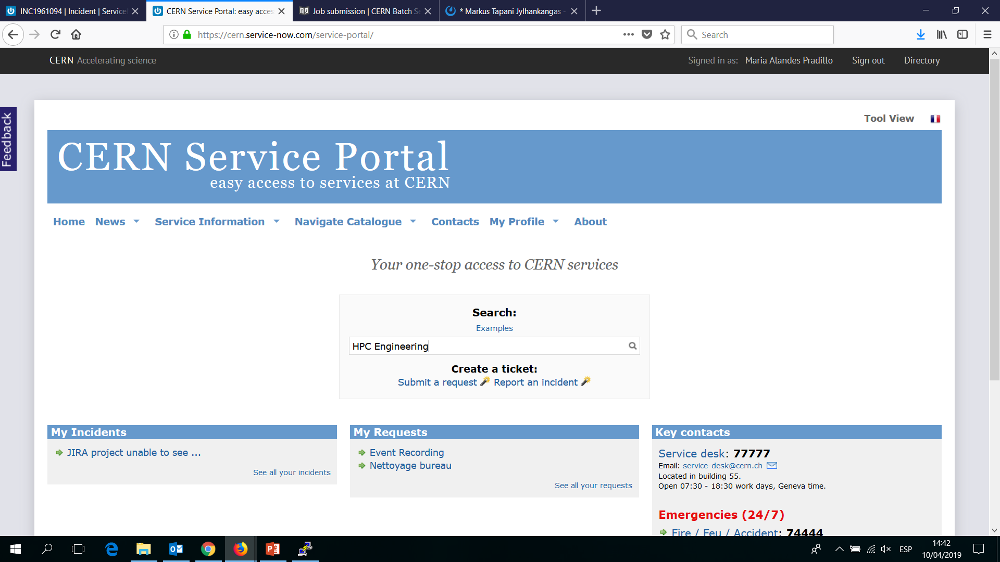 INC1961094 | Incident | Service
CERN Service Portal: easy acces
Job submission | CERN Batch Se
* Markus Tapani Jylhankangas -
https://cern.service-now.com/service-portal/
Search
CERN Accelerating science
Signed in as: Maria Alandes Pradillo Sign out Directory
Feedback
Tool View
CERN Service Portal
easy access to services at CERN
Home News Service Information Navigate Catalogue Contacts My Profile About
Your one-stop access to CERN services
Search:
Examples
HPC Engineering
Create a ticket:
Submit a request Report an incident
My Incidents
JIRA project unable to see ...
See all your incidents
My Requests
Event Recording
Nettoyage bureau
See all your requests
Key contacts
Service desk: 77777
Email: service-desk@cern.ch
Located in building 55.
Open 07:30 - 18:30 work days, Geneva time.
Emergencies (24/7)
Fire / Feu / Accident: 74444
ESP
14:42
10/04/2019